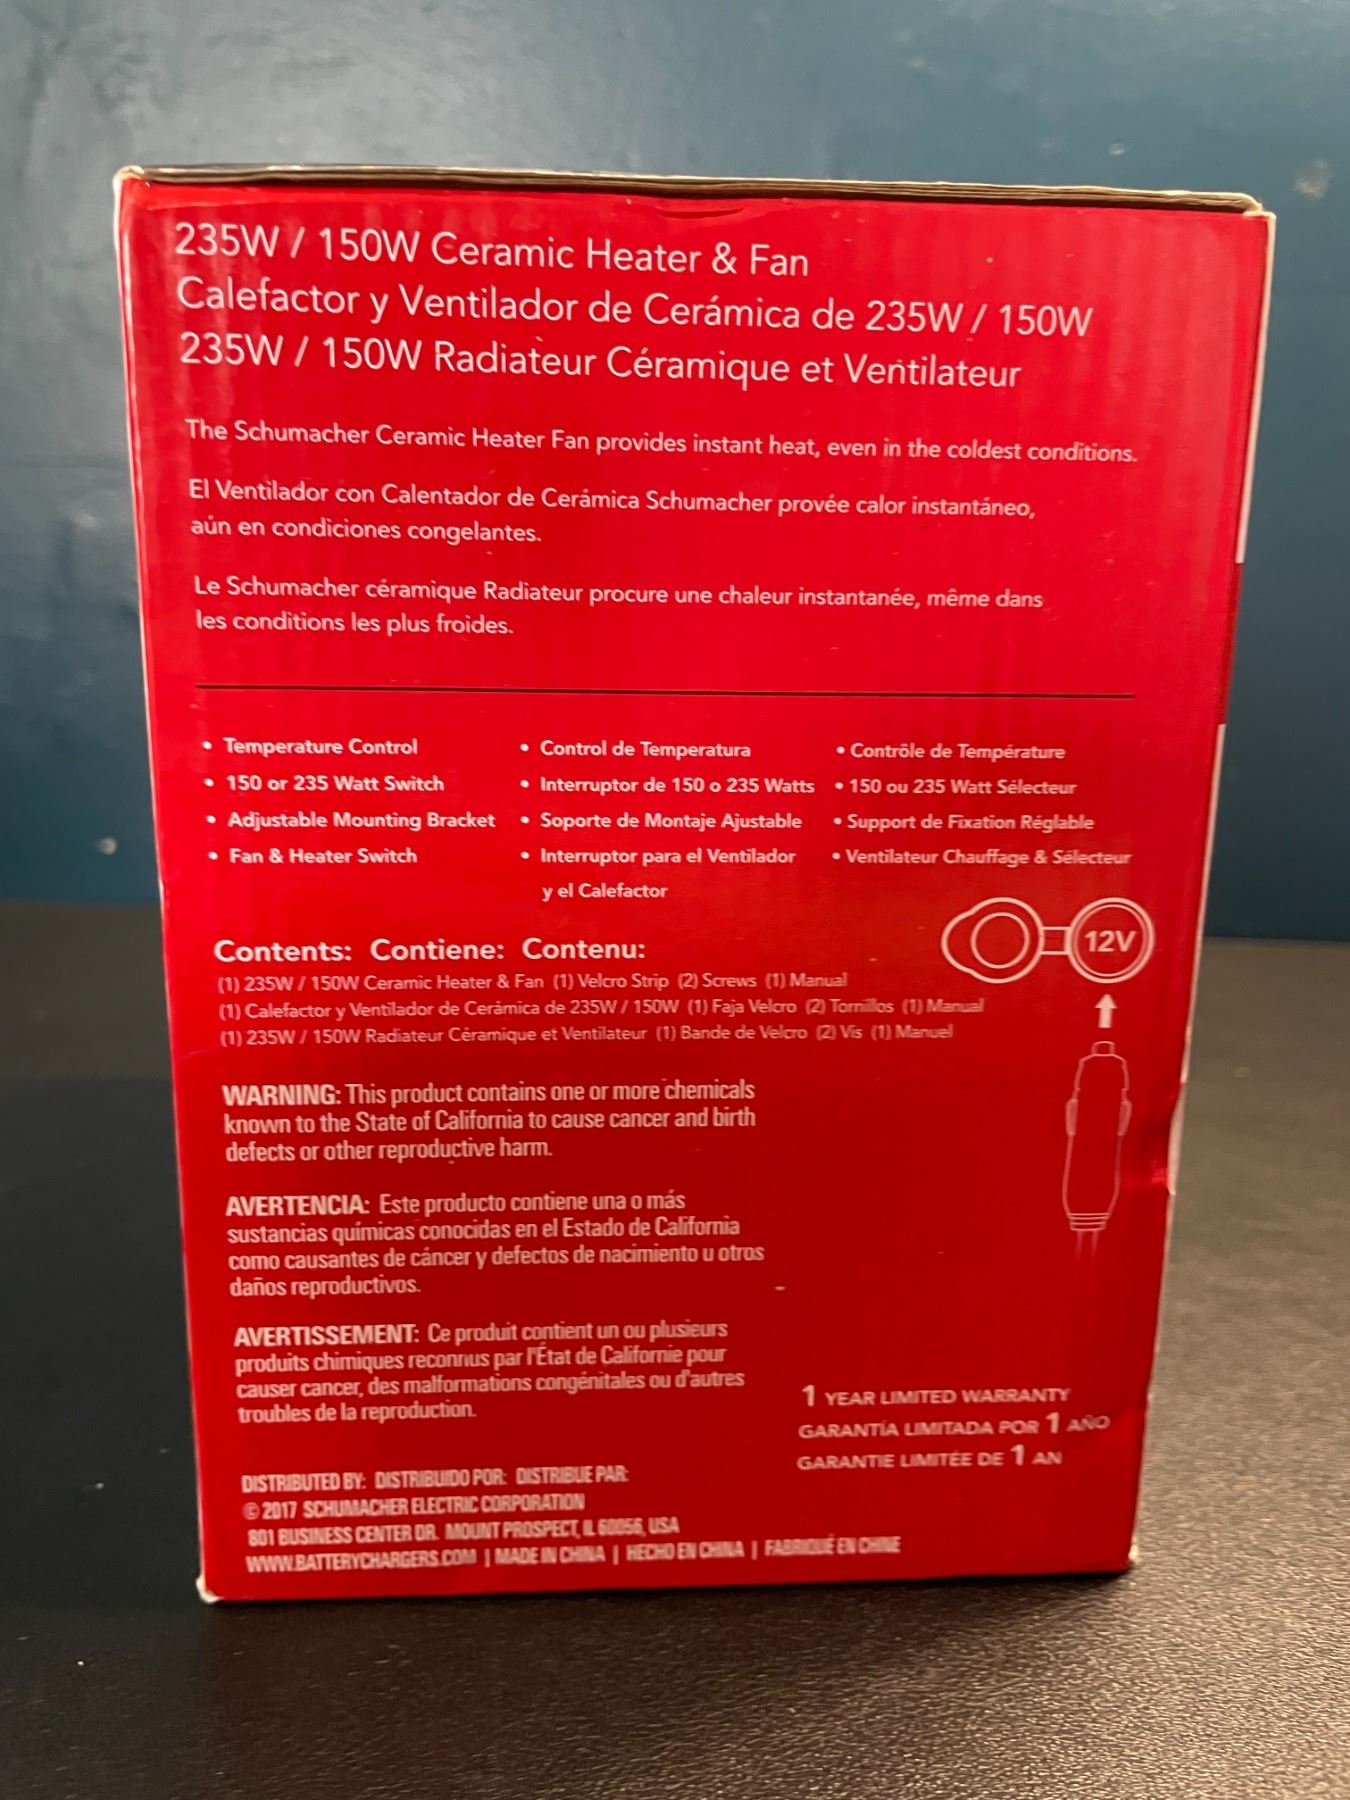 235W / 150W Ceramic Heater & Fan
Calefactor y Ventilador de Cerámica de 235W / 150W
235W / 150W Radiateur Céramique et Ventilateur
The Schumacher Ceramic Heater Fan provides instant heat, even in the coldest conditions.
El Ventilador con Calentador de Cerámica Schumacher provée calor instantáneo,
aún en condiciones congelantes.
Le Schumacher céramique Radiateur procure une chaleur instantanée, même dans
les conditions les plus froides.
• Temperature Control
• 150 or 235 Watt Switch
• Adjustable Mounting Bracket
• Fan & Heater Switch
• Control de Temperatura
• Interruptor de 150 o 235 Watts
• Soporte de Montaje Ajustable
• Interruptor para el Ventilador
y el Calefactor
• Contrôle de Température
• 150 ou 235 Watt Sélecteur
• Support de Fixation Réglable
• Ventilateur Chauffage & Sélecteur
Contents: Contiene: Contenu:
(1) 235W / 150W Ceramic Heater & Fan (1) Velcro Strip (2) Screws (1) Manual
(1) Calefactor y Ventilador de Cerámica de 235W / 150W (1) Faja Velcro (2) Tornillos (1) Manual
(1) 235W / 150W Radiateur Céramique et Ventilateur (1) Bande de Velcro (2) Vis (1) Manuel
12V
WARNING: This product contains one or more chemicals
known to the State of California to cause cancer and birth
defects or other reproductive harm.
AVERTENCIA: Este producto contiene una o más
sustancias químicas conocidas en el Estado de California
como causantes de cáncer y defectos de nacimiento u otros
daños reproductivos.
AVERTISSEMENT: Ce produit contient un ou plusieurs
produits chimiques reconnus par l'État de Californie pour
causer cancer, des malformations congénitales ou d'autres
troubles de la reproduction.
1 YEAR LIMITED WARRANTY
GARANTÍA LIMITADA POR 1 AÑO
GARANTIE LIMITÉE DE 1 AN
DISTRIBUTED BY: DISTRIBUIDO POR: DISTRIBUE PAR:
© 2017 SCHUMACHER ELECTRIC CORPORATION
801 BUSINESS CENTER DR. MOUNT PROSPECT, IL 60056, USA
WWW.BATTERYCHARGERS.COM | MADE IN CHINA | HECHO EN CHINA | FABRIQUÉ EN CHINE